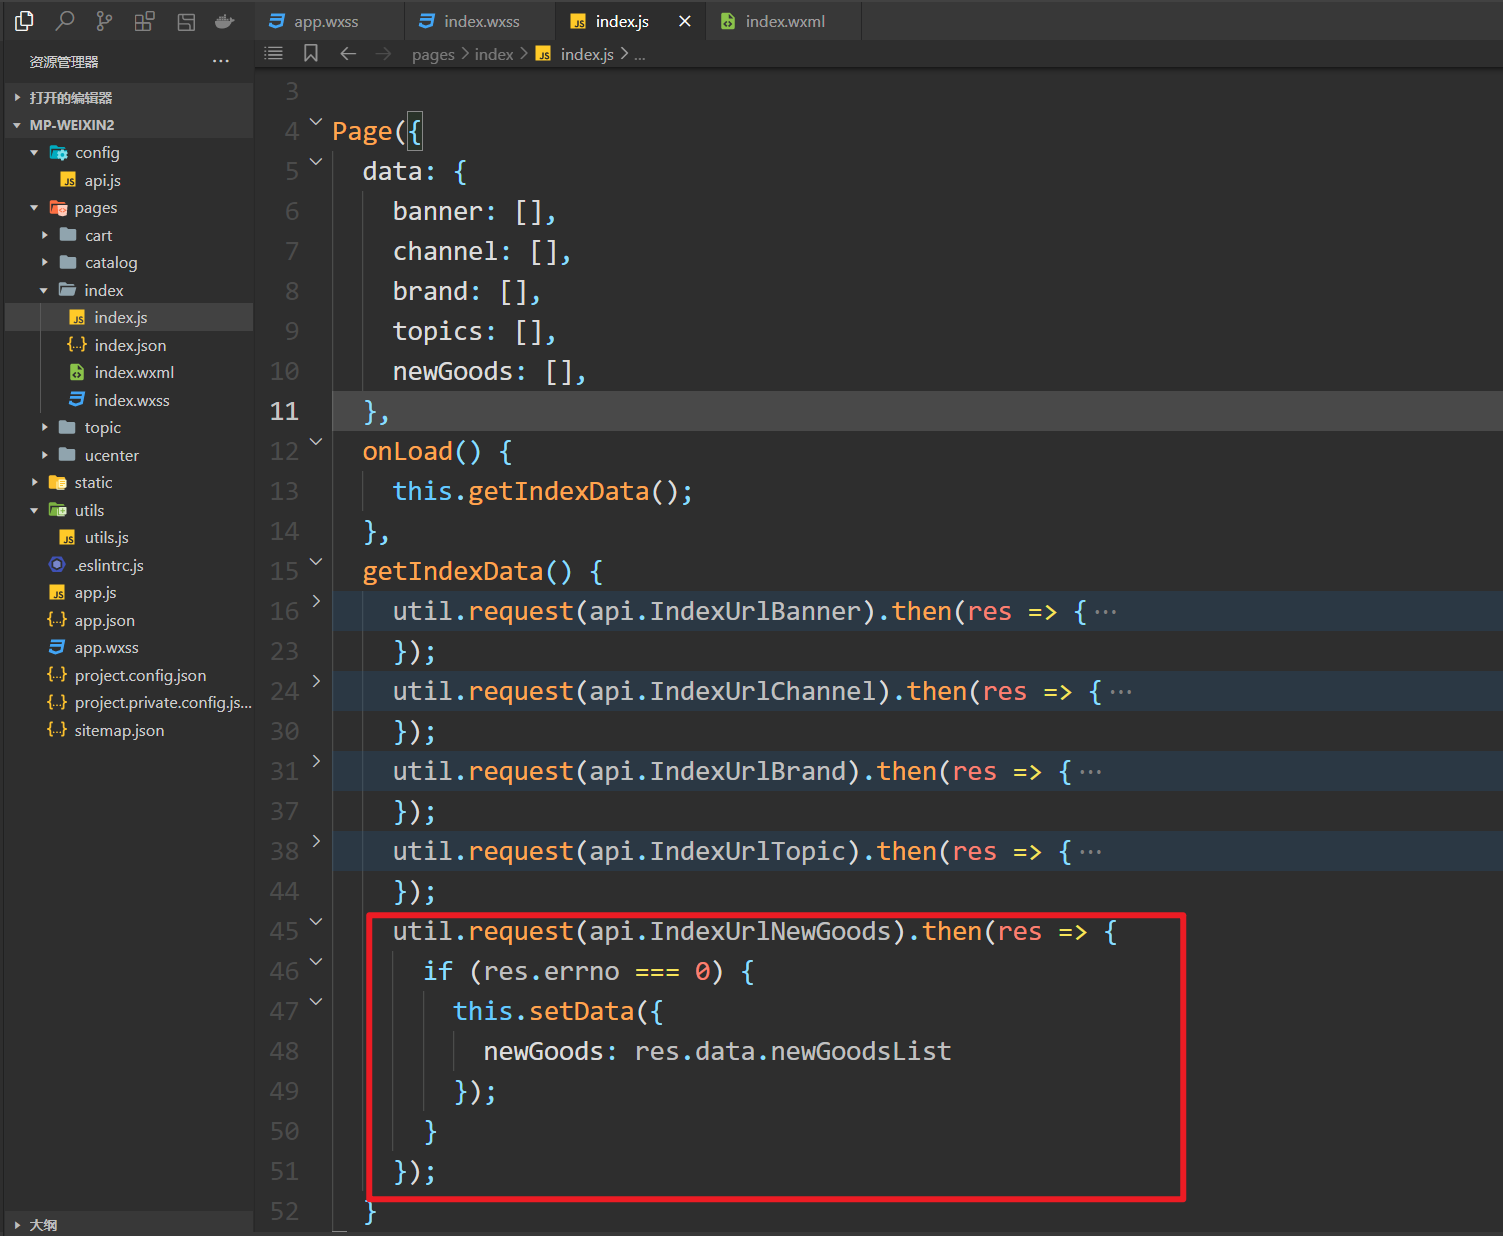 app.wxss
index.wxss
index.js
index.wxml
资源管理器
pages > index > index.js > ...
打开的编辑器
MP-WEIXIN2
config
api.js
pages
cart
catalog
index
index.js
index.json
index.wxml
index.wxss
topic
ucenter
static
utils
utils.js
.eslintrc.js
app.js
app.json
app.wxss
project.config.json
project.private.config.js...
sitemap.json
大纲
3
4 Page({
5 data: {
6 banner: [],
7 channel: [],
8 brand: [],
9 topics: [],
10 newGoods: [],
11 },
12 onLoad() {
13 this.getIndexData();
14 },
15 getIndexData() {
16 util.request(api.IndexUrlBanner).then(res => { ···
23 });
24 util.request(api.IndexUrlChannel).then(res => { ···
30 });
31 util.request(api.IndexUrlBrand).then(res => { ···
37 });
38 util.request(api.IndexUrlTopic).then(res => { ···
44 });
45 util.request(api.IndexUrlNewGoods).then(res => {
46 if (res.errno === 0) {
47 this.setData({
48 newGoods: res.data.newGoodsList
49 });
50 }
51 });
52 }